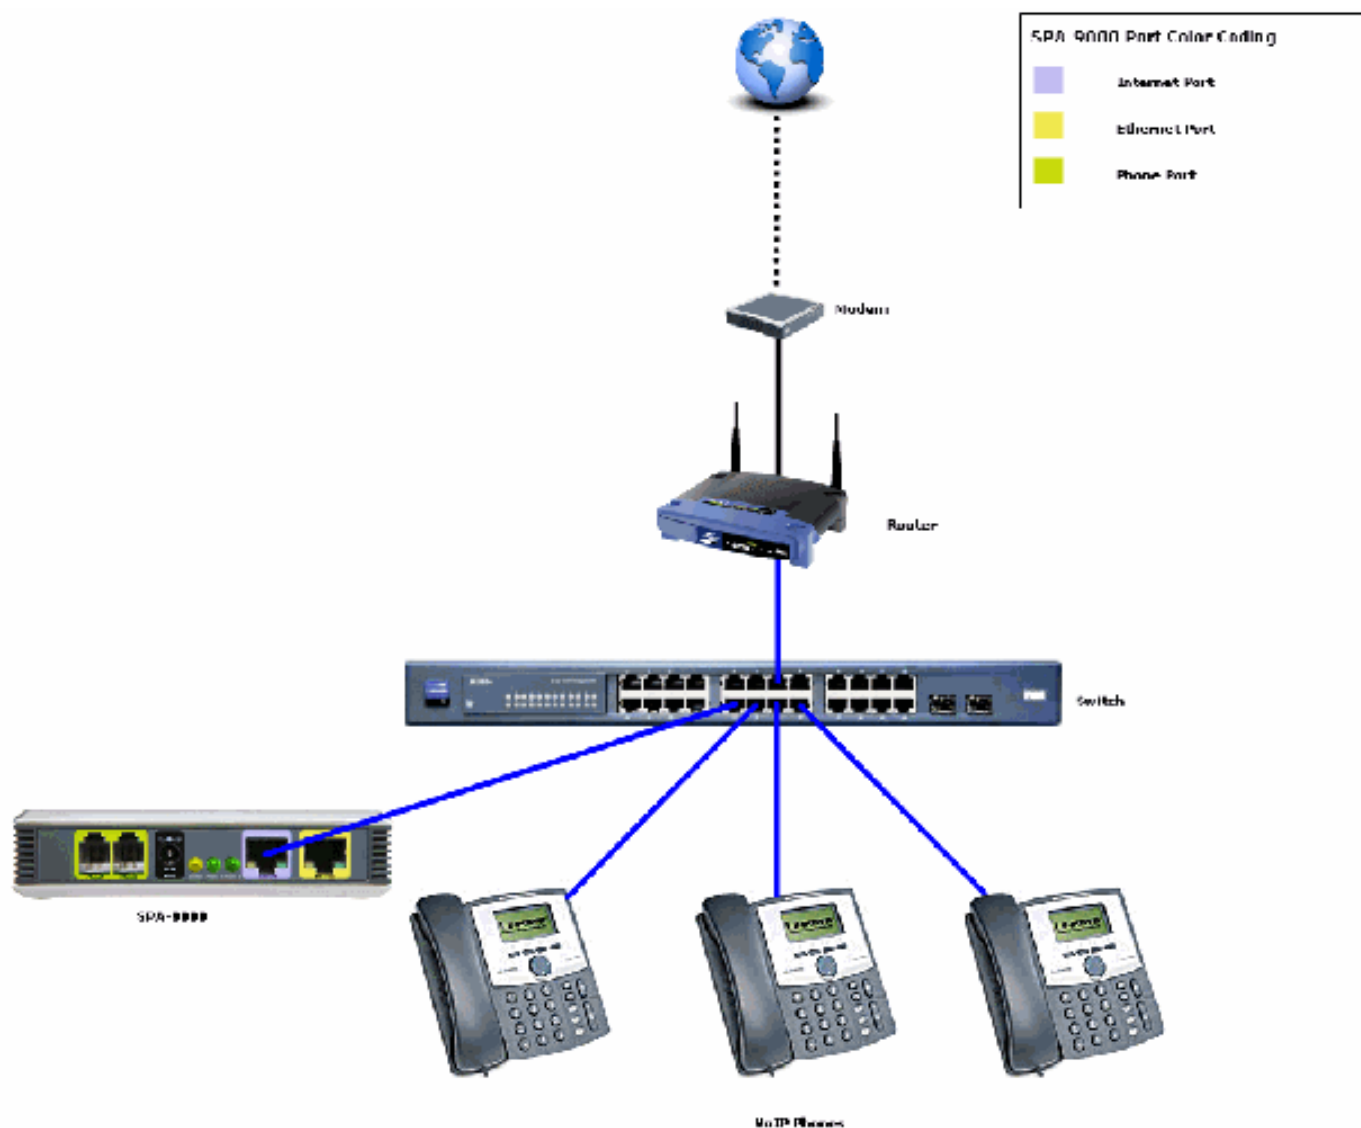 SPA 9000 Port Color Coding
Internet Port
Ethernet Port
Phone Port
Modem
Router
Switch
SPA-9000
VoIP Phones